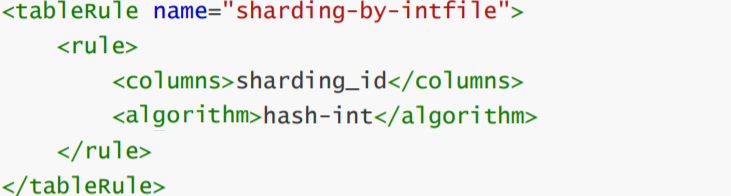 <tableRule name="sharding-by-intfile">
    <rule>
        <columns>sharding_id</columns>
        <algorithm>hash-int</algorithm>
    </rule>
</tableRule>